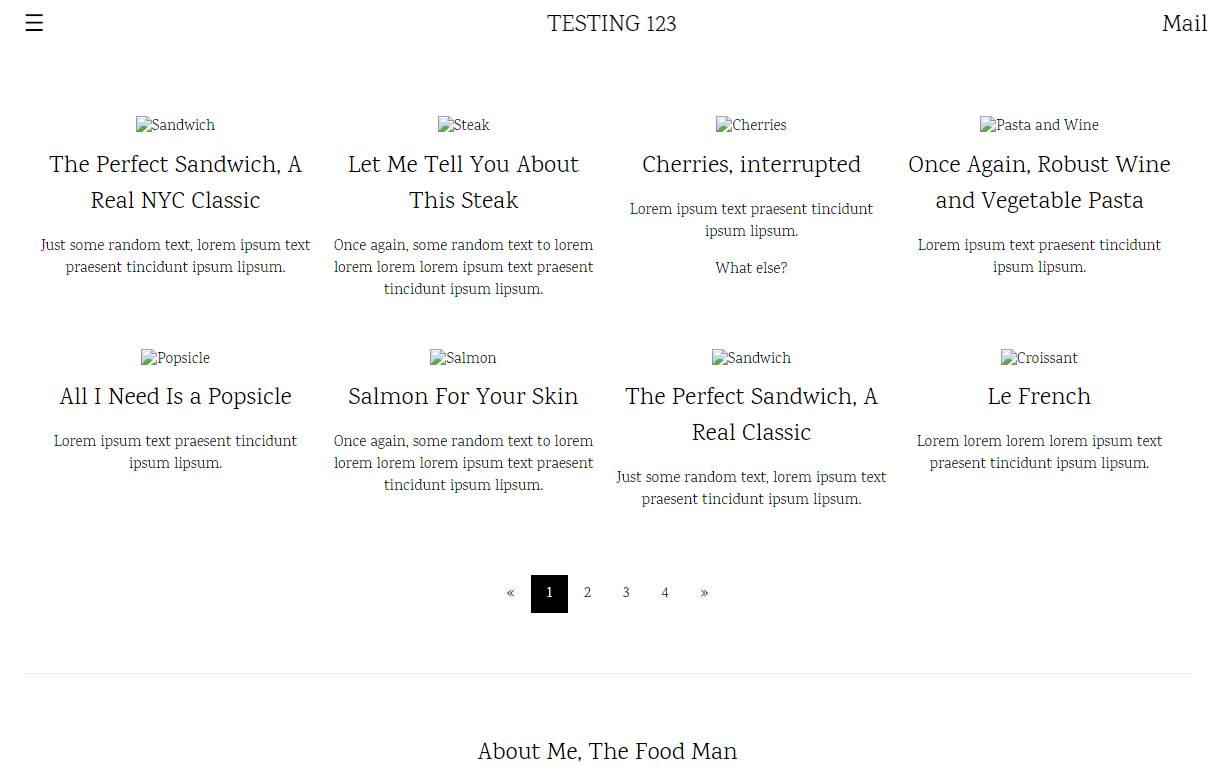 ☰ TESTING 123 Mail
Sandwich
The Perfect Sandwich, A
Real NYC Classic
Just some random text, lorem ipsum text
praesent tincidunt ipsum lipsum.
Steak
Let Me Tell You About
This Steak
Once again, some random text to lorem
lorem lorem lorem ipsum text praesent
tincidunt ipsum lipsum.
Cherries
Cherries, interrupted
Lorem ipsum text praesent tincidunt
ipsum lipsum.
What else?
Pasta and Wine
Once Again, Robust Wine
and Vegetable Pasta
Lorem ipsum text praesent tincidunt
ipsum lipsum.
Popsicle
All I Need Is a Popsicle
Lorem ipsum text praesent tincidunt
ipsum lipsum.
Salmon
Salmon For Your Skin
Once again, some random text to lorem
lorem lorem lorem ipsum text praesent
tincidunt ipsum lipsum.
Sandwich
The Perfect Sandwich, A
Real Classic
Just some random text, lorem ipsum text
praesent tincidunt ipsum lipsum.
Croissant
Le French
Lorem lorem lorem lorem ipsum text
praesent tincidunt ipsum lipsum.
« 1 2 3 4 »
About Me, The Food Man